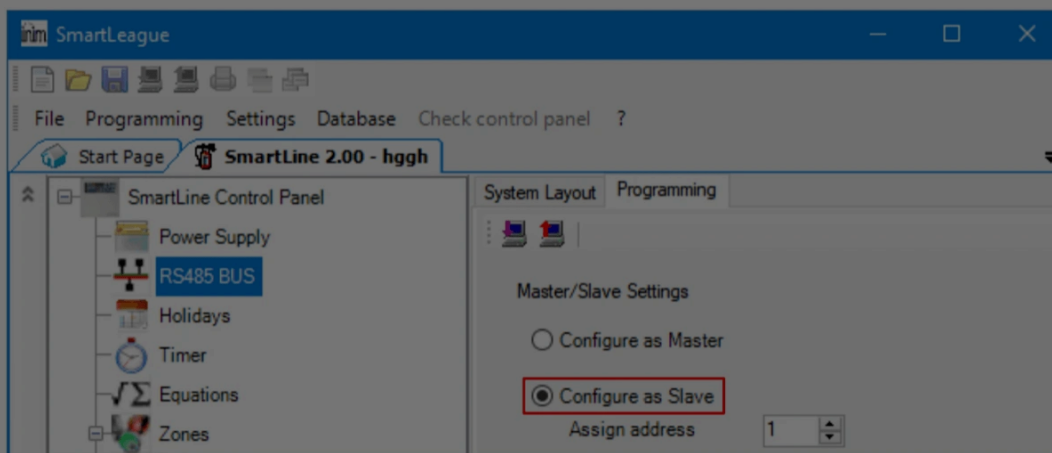 inim SmartLeague
File Programming Settings Database Check control panel ?
Start Page SmartLine 2.00 - hggh
SmartLine Control Panel
Power Supply
RS485 BUS
Holidays
Timer
Equations
Zones
System Layout Programming
Master/Slave Settings
Configure as Master
Configure as Slave
Assign address 1